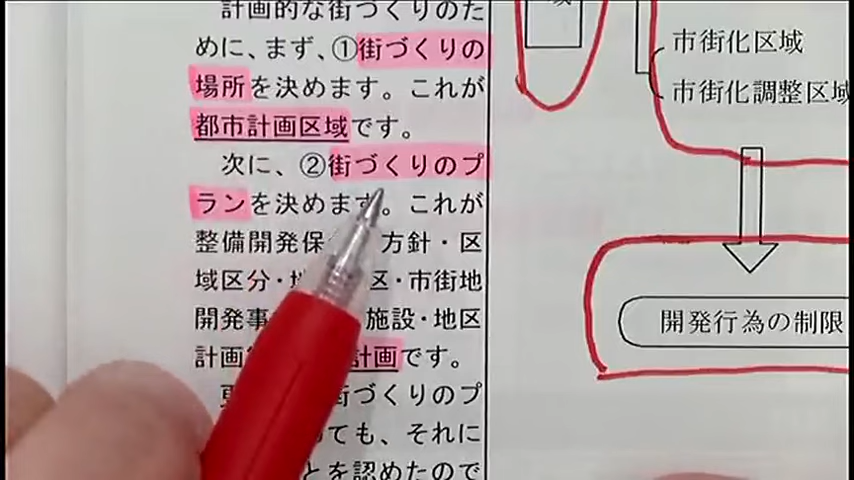 計画的な街づくりのた
めに、まず、①街づくりの
場所を決めます。これが
都市計画区域です。
次に、②街づくりのプ
ランを決めます。これが
整備開発保 方針・区
域区分・ 区・市街地
開発事 施設・地区
計画 計画です。
街づくりのプ
ても、それに
とを認めたので
市街化区域
市街化調整区域
開発行為の制限